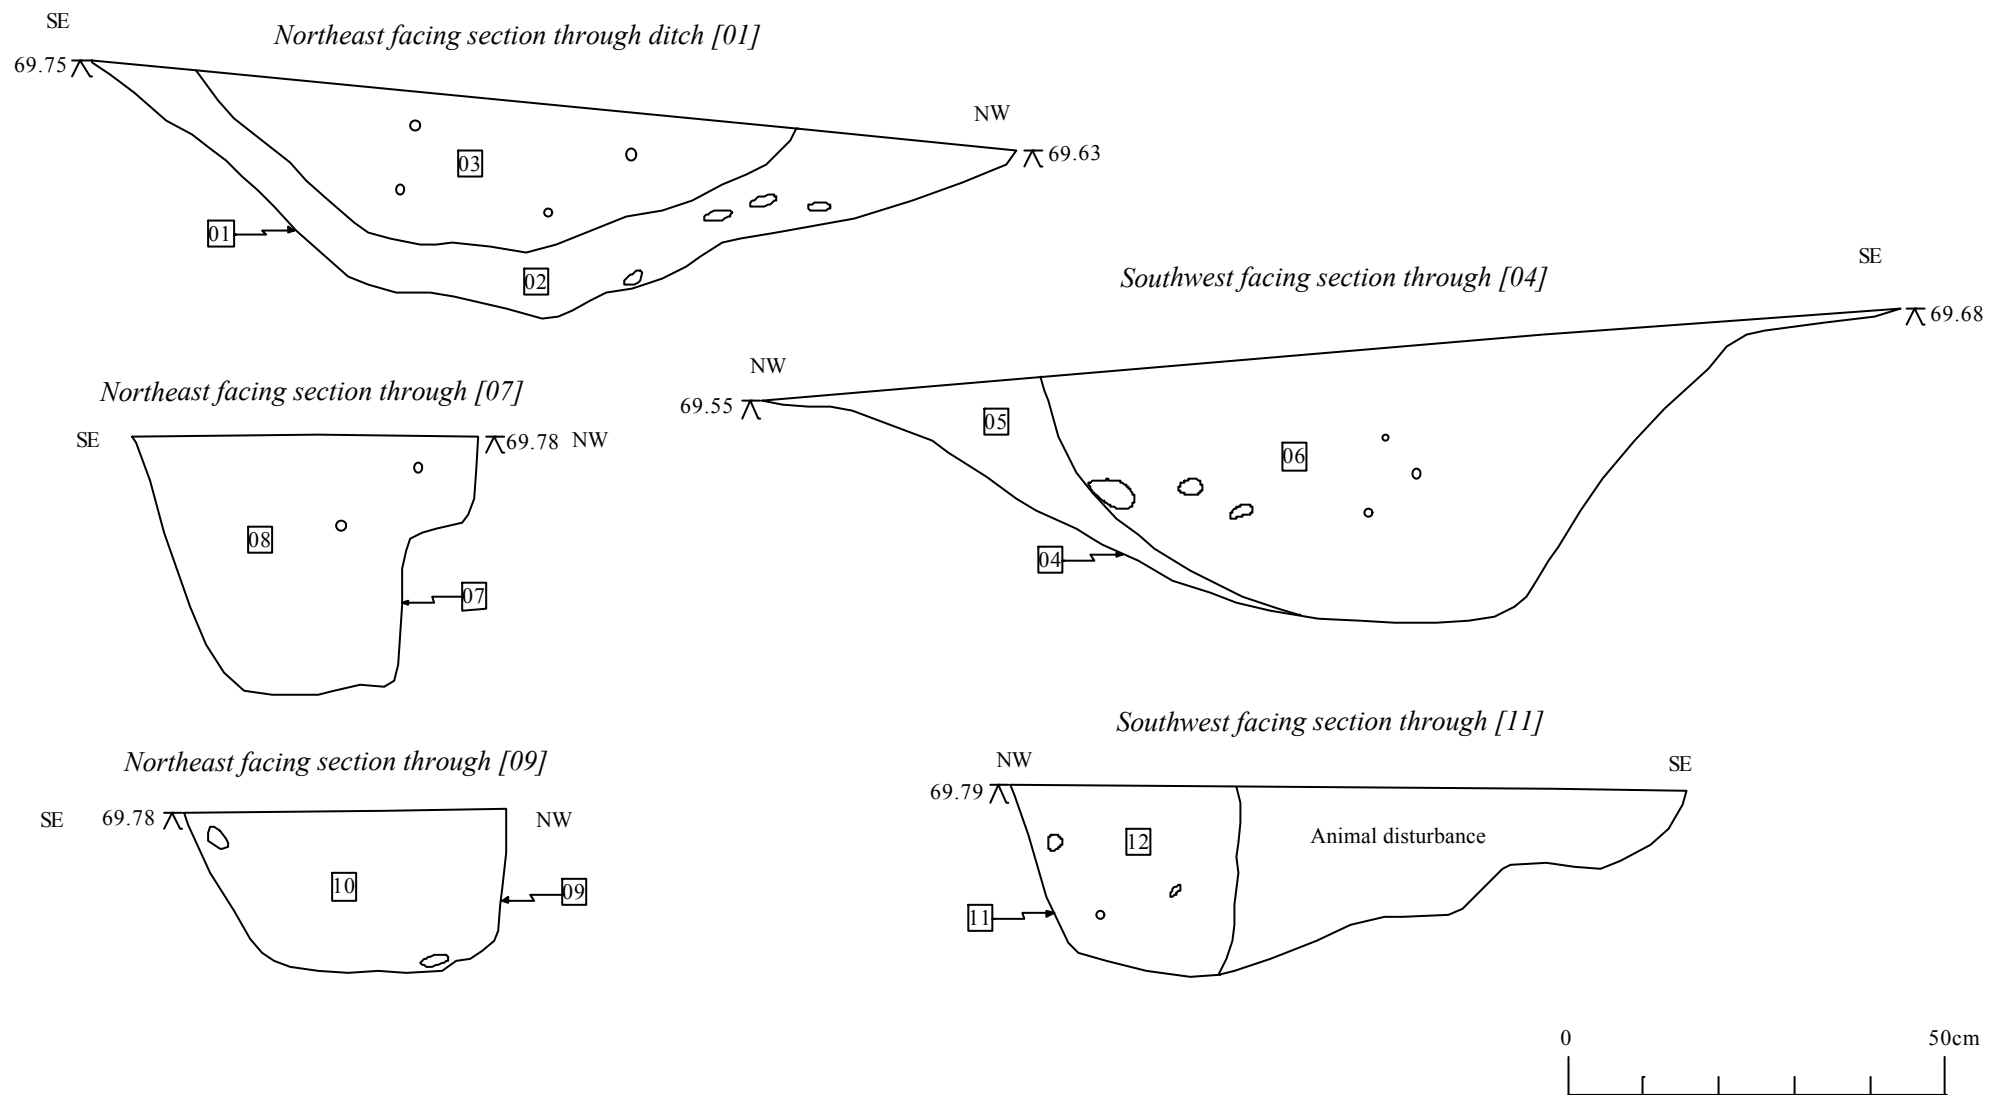 SE
Northeast facing section through ditch [01]
69.75
NW
69.63
03
01
02
Southwest facing section through [04]
SE
69.68
NW
69.55
05
06
04
Northeast facing section through [07]
SE
69.78 NW
08
07
Northeast facing section through [09]
SE
69.78
NW
10
09
Southwest facing section through [11]
NW
SE
69.79
12
Animal disturbance
11
0
50cm